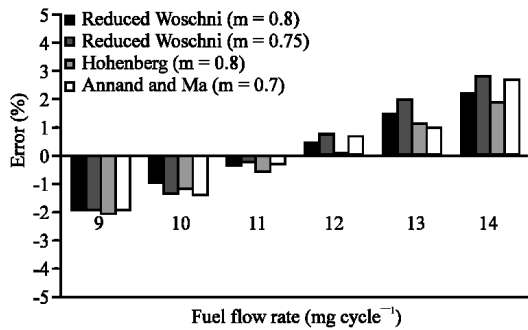 Reduced Woschni (m = 0.8)
Reduced Woschni (m = 0.75)
Hohenberg (m = 0.8)
Annand and Ma (m = 0.7)
Error (%)
5
4
3
2
1
0
-1
-2
-3
-4
-5
9 10 11 12 13 14
Fuel flow rate (mg cycle⁻¹)